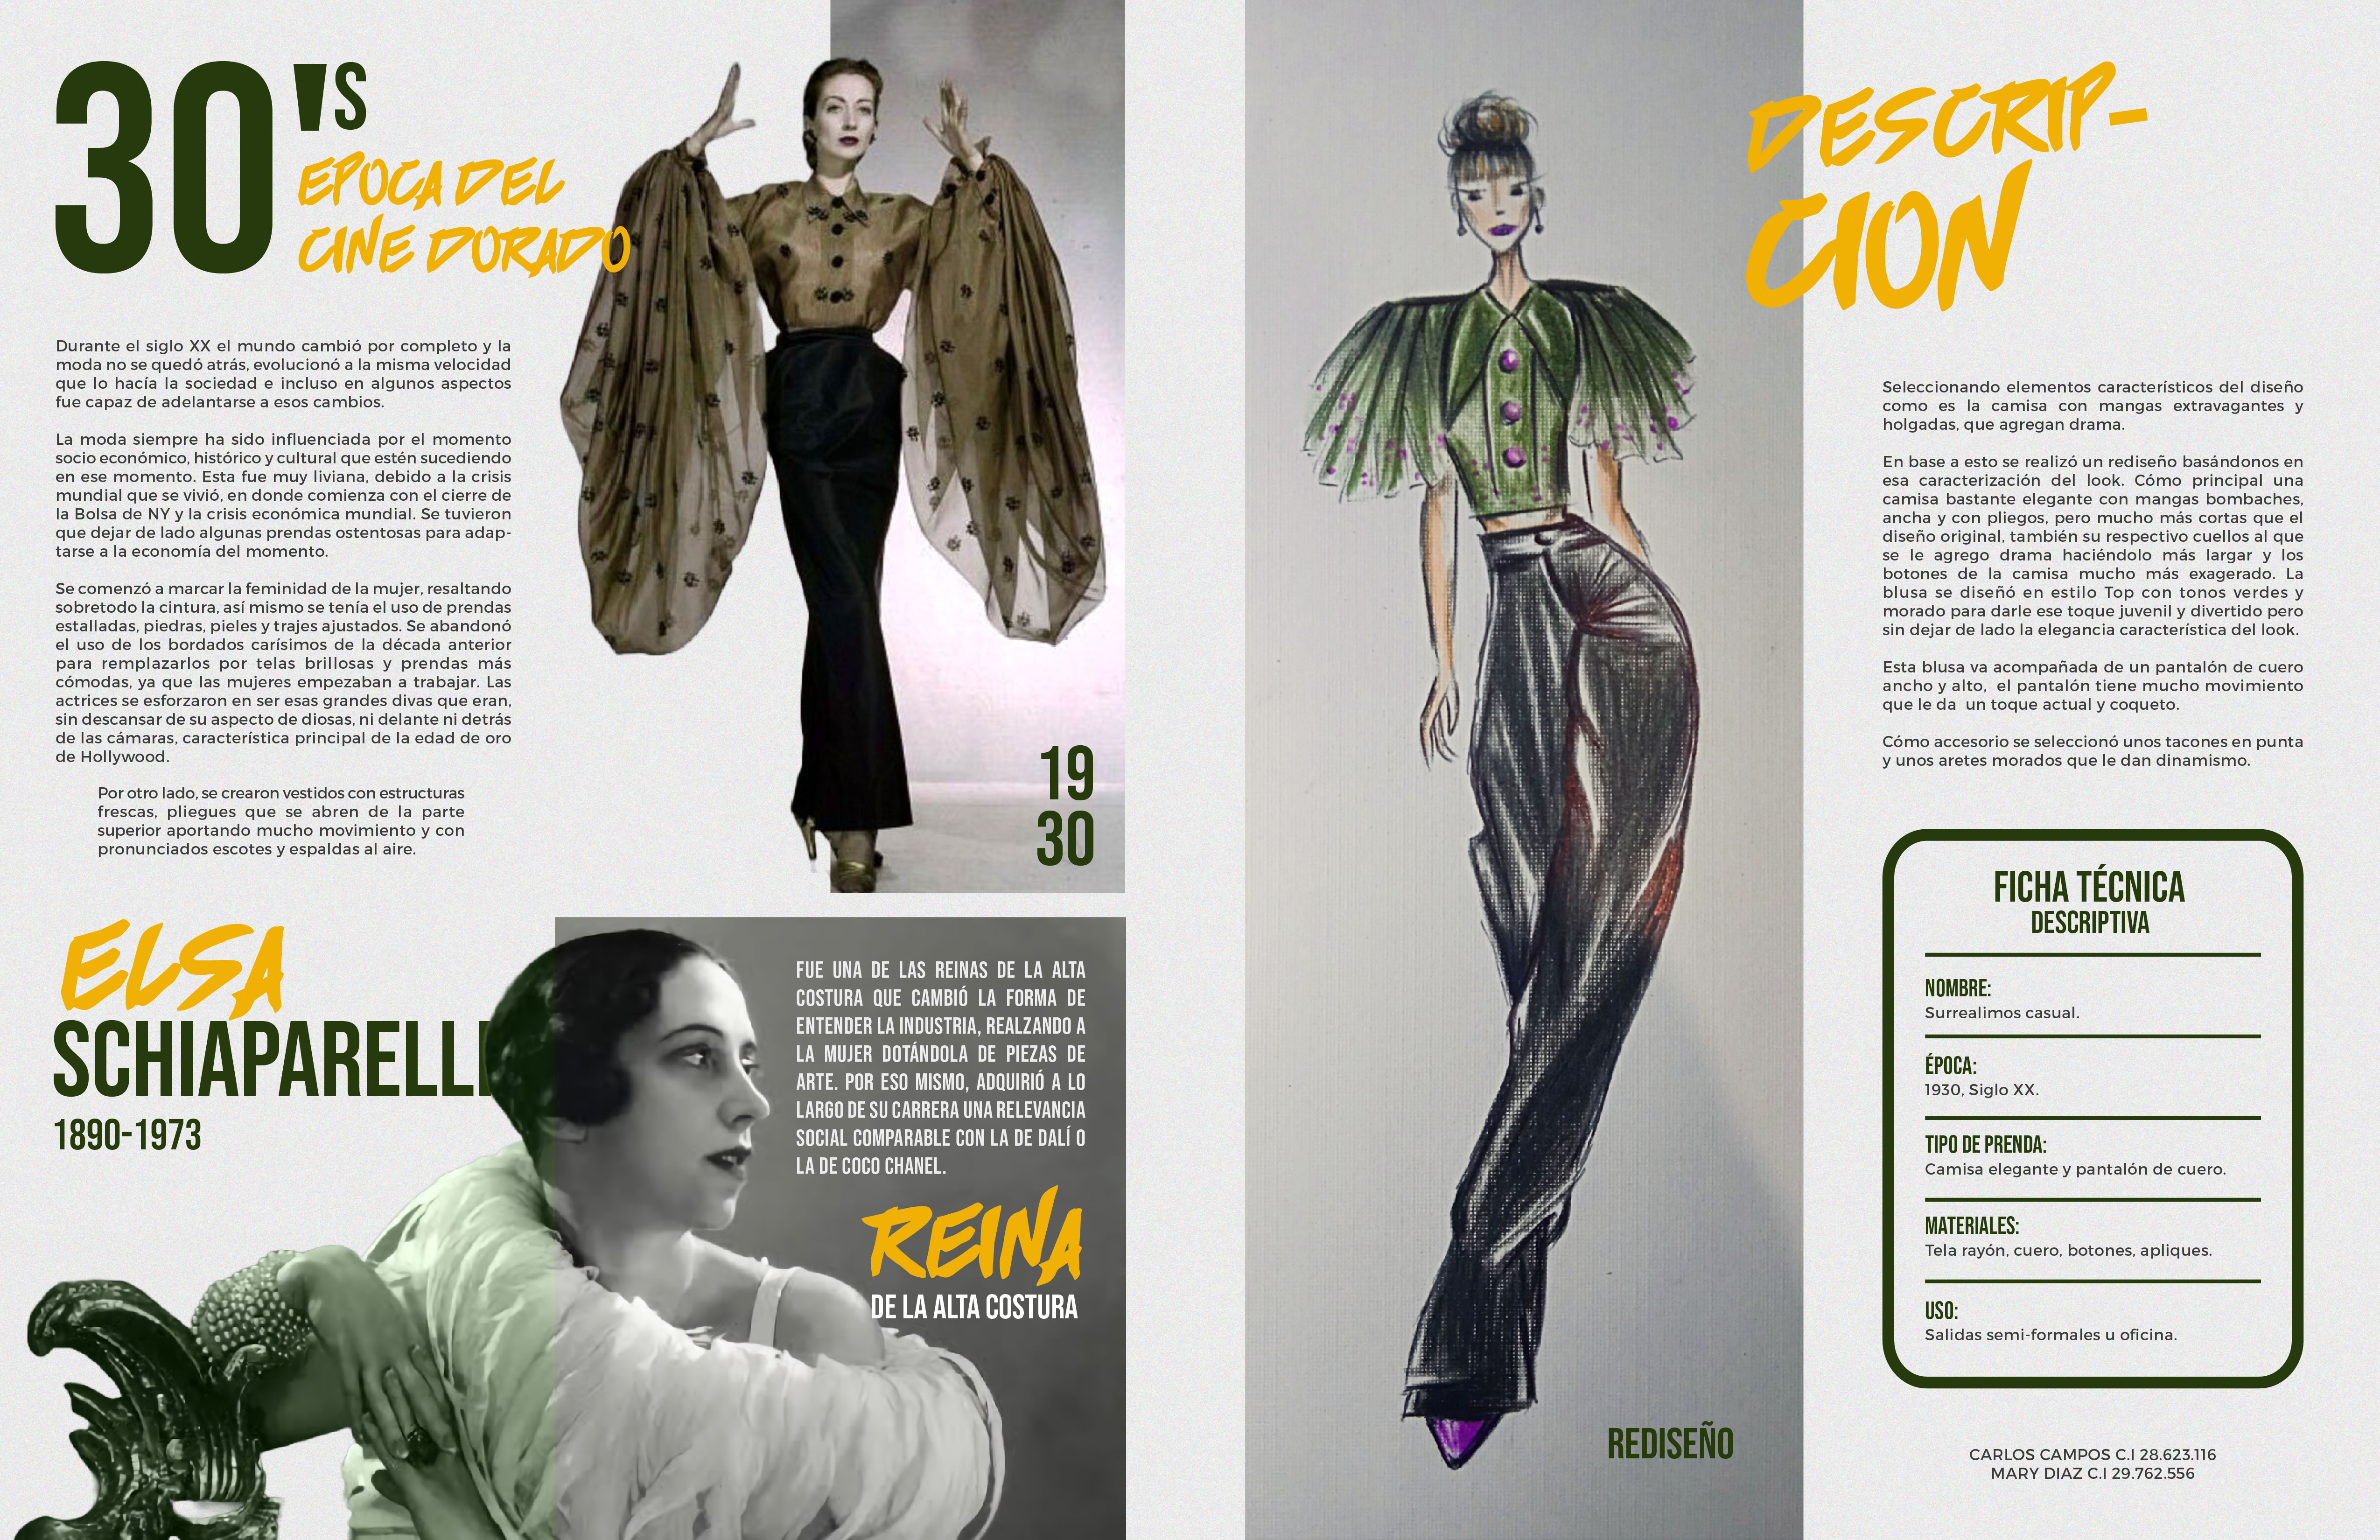 30's
EPOCA DEL
CINE DORADO
Durante el siglo XX el mundo cambió por completo y la
moda no se quedó atrás, evolucionó a la misma velocidad
que lo hacía la sociedad e incluso en algunos aspectos
fue capaz de adelantarse a esos cambios.
La moda siempre ha sido influenciada por el momento
socio económico, histórico y cultural que estén sucediendo
en ese momento. Esta fue muy liviana, debido a la crisis
mundial que se vivió, en donde comienza con el cierre de
la Bolsa de NY y la crisis económica mundial. Se tuvieron
que dejar de lado algunas prendas ostentosas para adap-
tarse a la economía del momento.
Se comenzó a marcar la feminidad de la mujer, resaltando
sobretodo la cintura, así mismo se tenía el uso de prendas
estalladas, piedras, pieles y trajes ajustados. Se abandonó
el uso de los bordados carísimos de la década anterior
para remplazarlos por telas brillosas y prendas más
cómodas, ya que las mujeres empezaban a trabajar. Las
actrices se esforzaron en ser esas grandes divas que eran,
sin descansar de su aspecto de diosas, ni delante ni detrás
de las cámaras, característica principal de la edad de oro
de Hollywood.
Por otro lado, se crearon vestidos con estructuras
frescas, pliegues que se abren de la parte
superior aportando mucho movimiento y con
pronunciados escotes y espaldas al aire.
19
30
ELSA
SCHIAPARELLI
1890-1973
FUE UNA DE LAS REINAS DE LA ALTA
COSTURA QUE CAMBIÓ LA FORMA DE
ENTENDER LA INDUSTRIA, REALZANDO A
LA MUJER DOTÁNDOLA DE PIEZAS DE
ARTE. POR ESO MISMO, ADQUIRIÓ A LO
LARGO DE SU CARRERA UNA RELEVANCIA
SOCIAL COMPARABLE CON LA DE DALÍ O
LA DE COCO CHANEL.
REINA
DE LA ALTA COSTURA
REDISEÑO
DESCRIP-
CION
Seleccionando elementos característicos del diseño
como es la camisa con mangas extravagantes y
holgadas, que agregan drama.
En base a esto se realizó un rediseño basándonos en
esa caracterización del look. Cómo principal una
camisa bastante elegante con mangas bombaches,
ancha y con pliegos, pero mucho más cortas que el
diseño original, también su respectivo cuellos al que
se le agrego drama haciéndolo más largar y los
botones de la camisa mucho más exagerado. La
blusa se diseñó en estilo Top con tonos verdes y
morado para darle ese toque juvenil y divertido pero
sin dejar de lado la elegancia característica del look.
Esta blusa va acompañada de un pantalón de cuero
ancho y alto, el pantalón tiene mucho movimiento
que le da un toque actual y coqueto.
Cómo accesorio se seleccionó unos tacones en punta
y unos aretes morados que le dan dinamismo.
FICHA TÉCNICA
DESCRIPTIVA
NOMBRE:
Surrealimos casual.
ÉPOCA:
1930, Siglo XX.
TIPO DE PRENDA:
Camisa elegante y pantalón de cuero.
MATERIALES:
Tela rayón, cuero, botones, apliques.
USO:
Salidas semi-formales u oficina.
CARLOS CAMPOS C.I 28.623.116
MARY DIAZ C.I 29.762.556